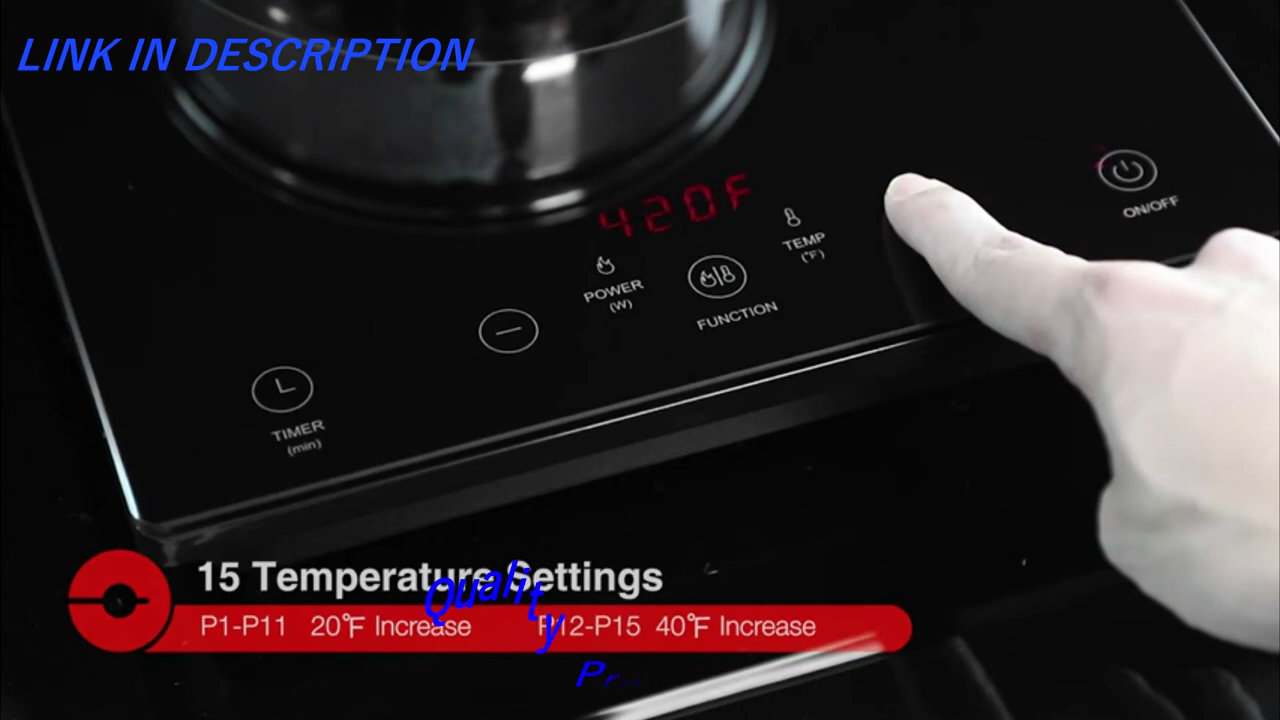 LINK IN DESCRIPTION
420F
ON/OFF
TEMP
(°F)
POWER
(W)
FUNCTION
TIMER
(min)
15 Temperature Settings
P1-P11 20°F Increase P12-P15 40°F Increase
Quality